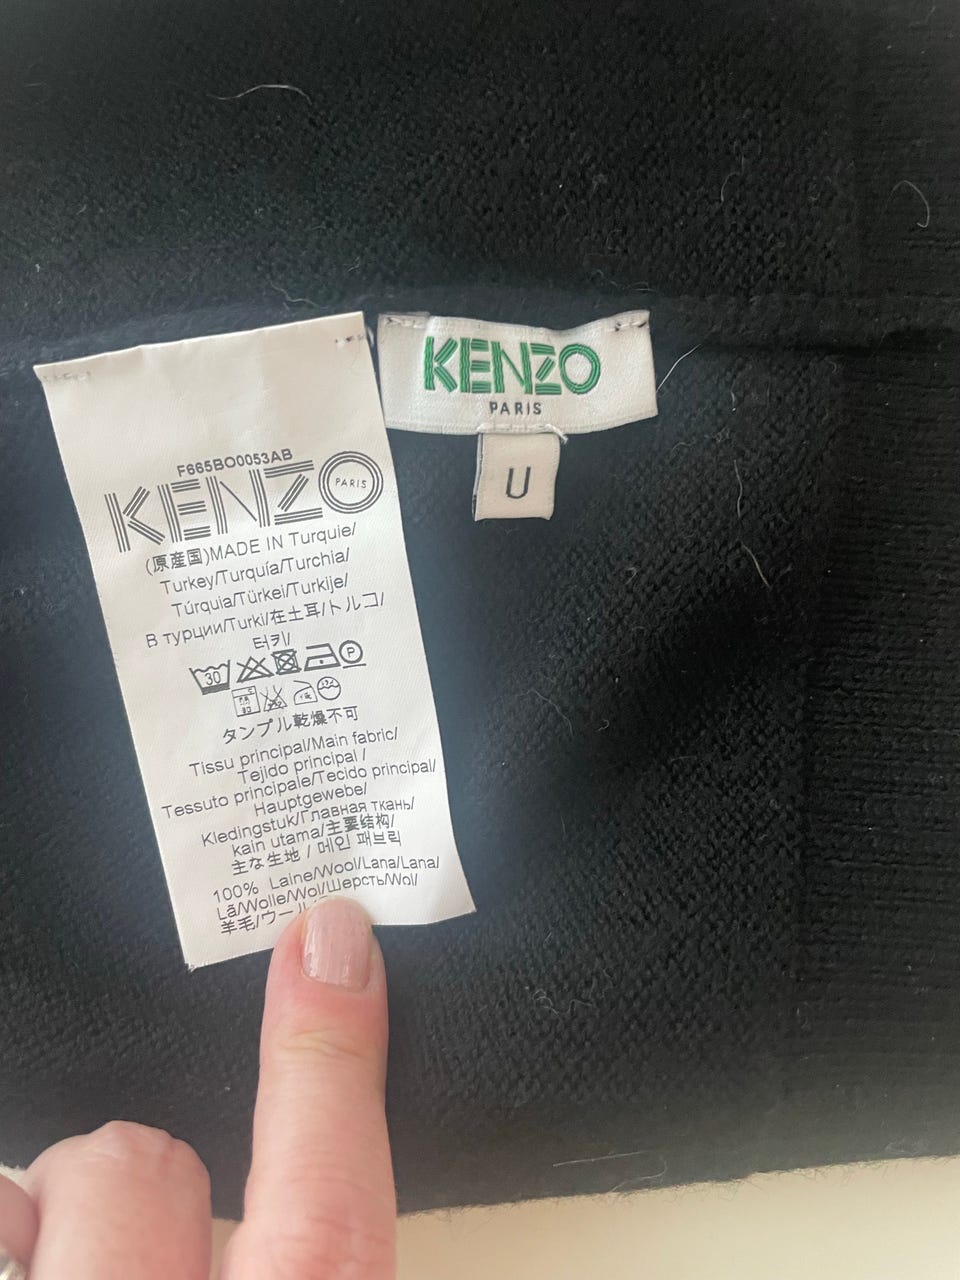 F665BO0053AB
KENZO
PARIS
(原産国)MADE IN Turquie/
Turkey/Turquía/Turchia/
Túrquia/Türkei/Turkije/
В турции/Turki/在土耳/トルコ/
터키/
30
P
タンブル乾燥不可
Tissu principal/Main fabric/
Tejido principal /
Tessuto principale/Tecido principal/
Hauptgewebe/
Kledingstuk/Главная ткань/
kain utama/主要结构/
主な生地 / 메인 패브릭
100% Laine/Wool/Lana/Lana/
Lã/Wolle/Wol/Шерсть/Wol/
羊毛/ウール/
KENZO
PARIS
U